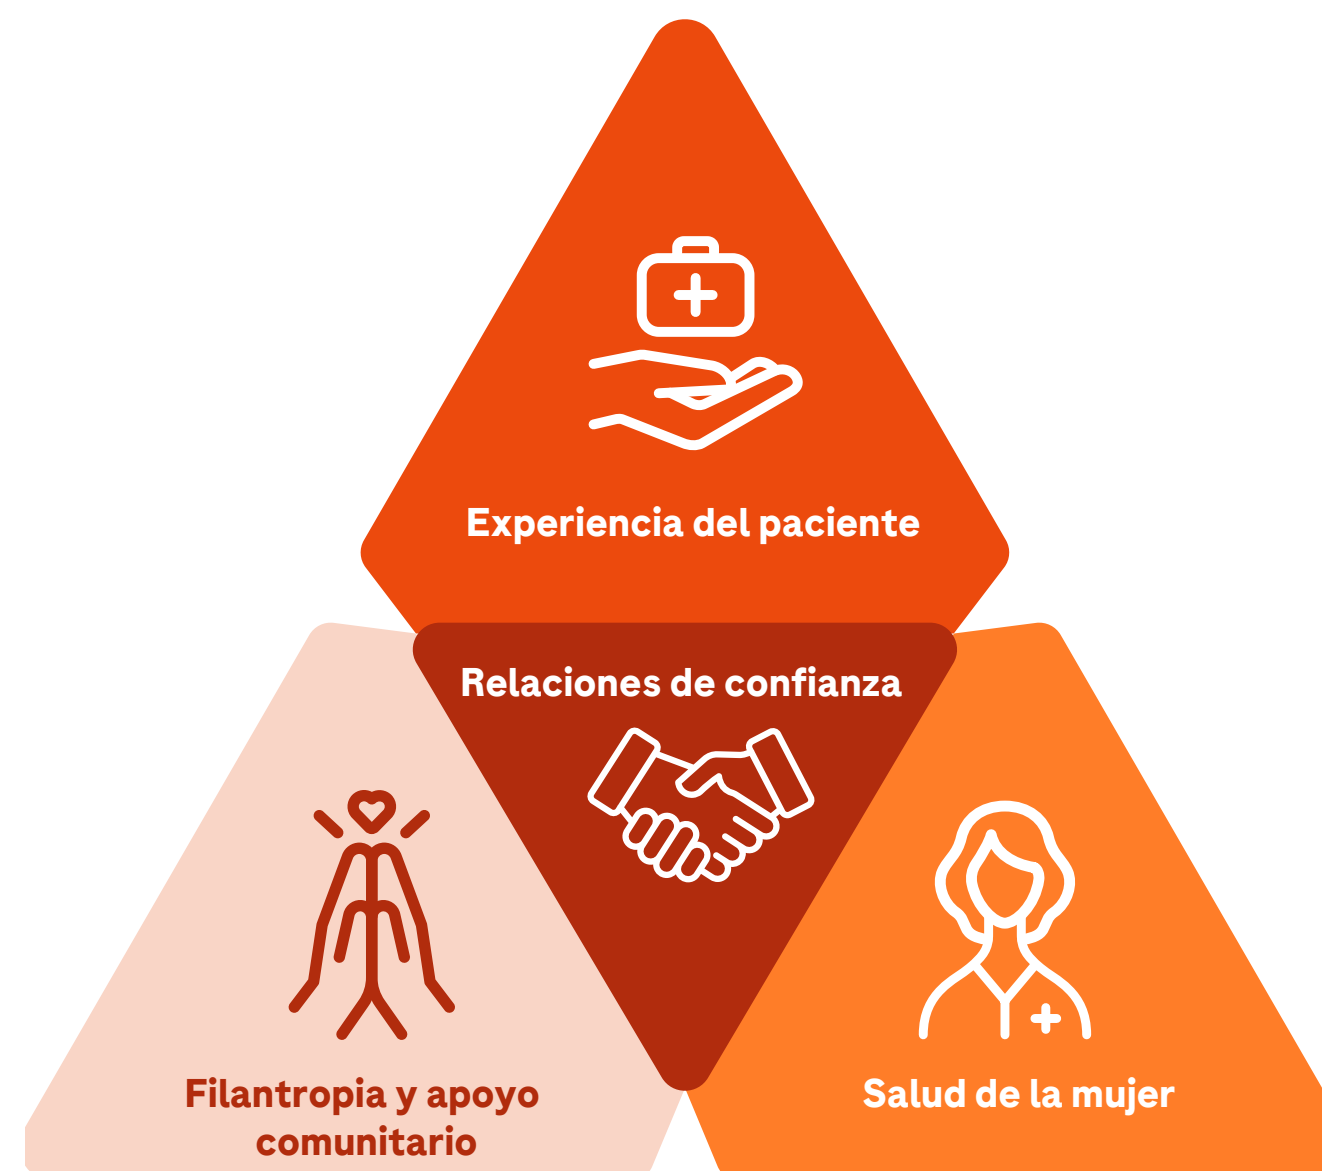 Experiencia del paciente
Relaciones de confianza
Filantropia y apoyo
comunitario
Salud de la mujer